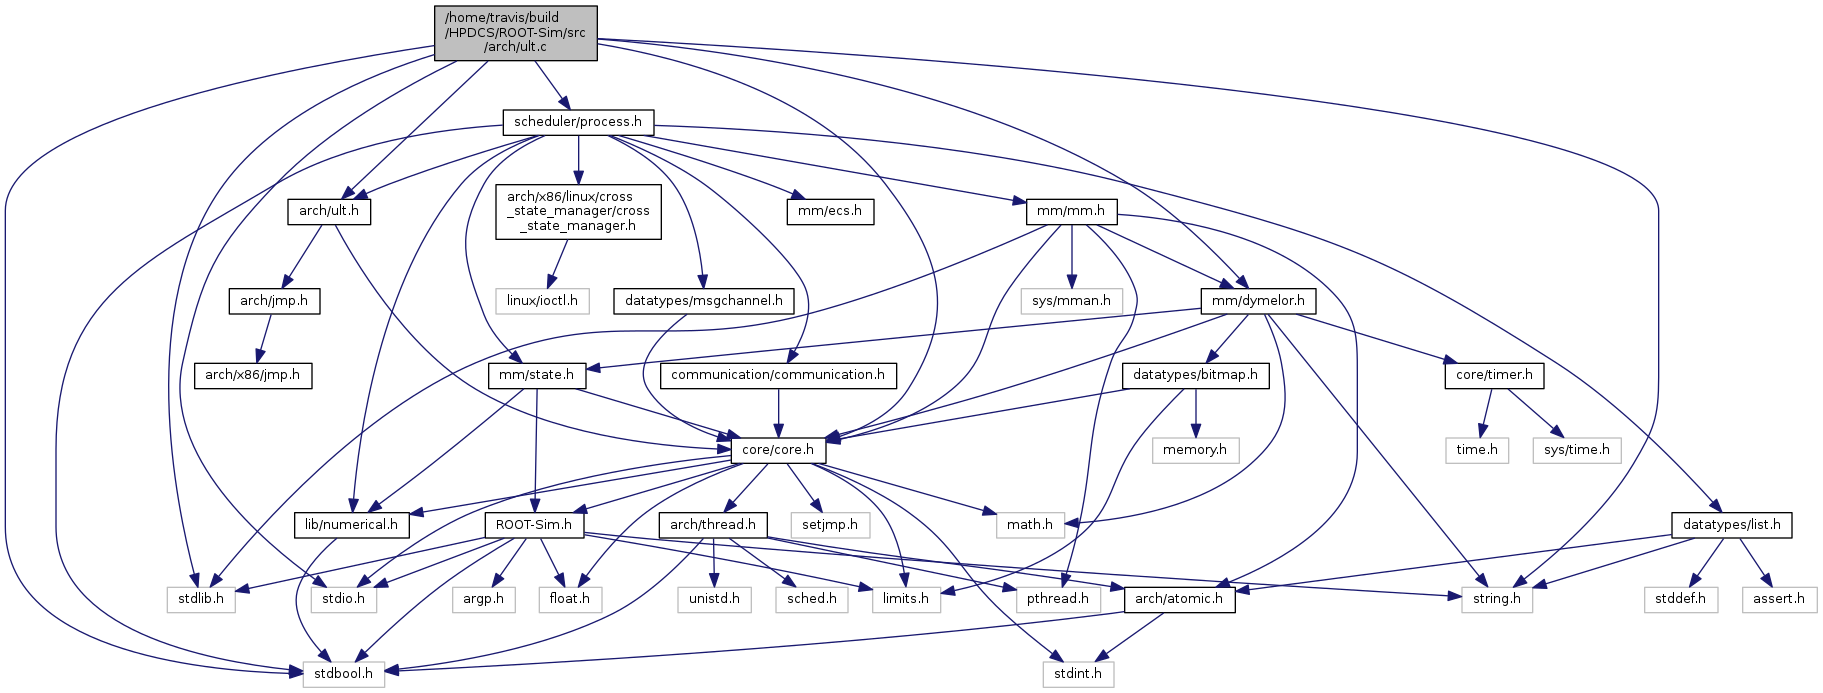 /home/travis/build
/HPDCS/ROOT-Sim/src
/arch/ult.c
scheduler/process.h
arch/ult.h
arch/x86/linux/cross
_state_manager/cross
_state_manager.h
mm/ecs.h
mm/mm.h
arch/jmp.h
linux/ioctl.h
datatypes/msgchannel.h
sys/mman.h
mm/dymelor.h
arch/x86/jmp.h
mm/state.h
communication/communication.h
datatypes/bitmap.h
core/timer.h
core/core.h
memory.h
time.h
sys/time.h
lib/numerical.h
ROOT-Sim.h
arch/thread.h
setjmp.h
math.h
datatypes/list.h
stdlib.h
stdio.h
argp.h
float.h
unistd.h
sched.h
limits.h
pthread.h
arch/atomic.h
string.h
stddef.h
assert.h
stdbool.h
stdint.h